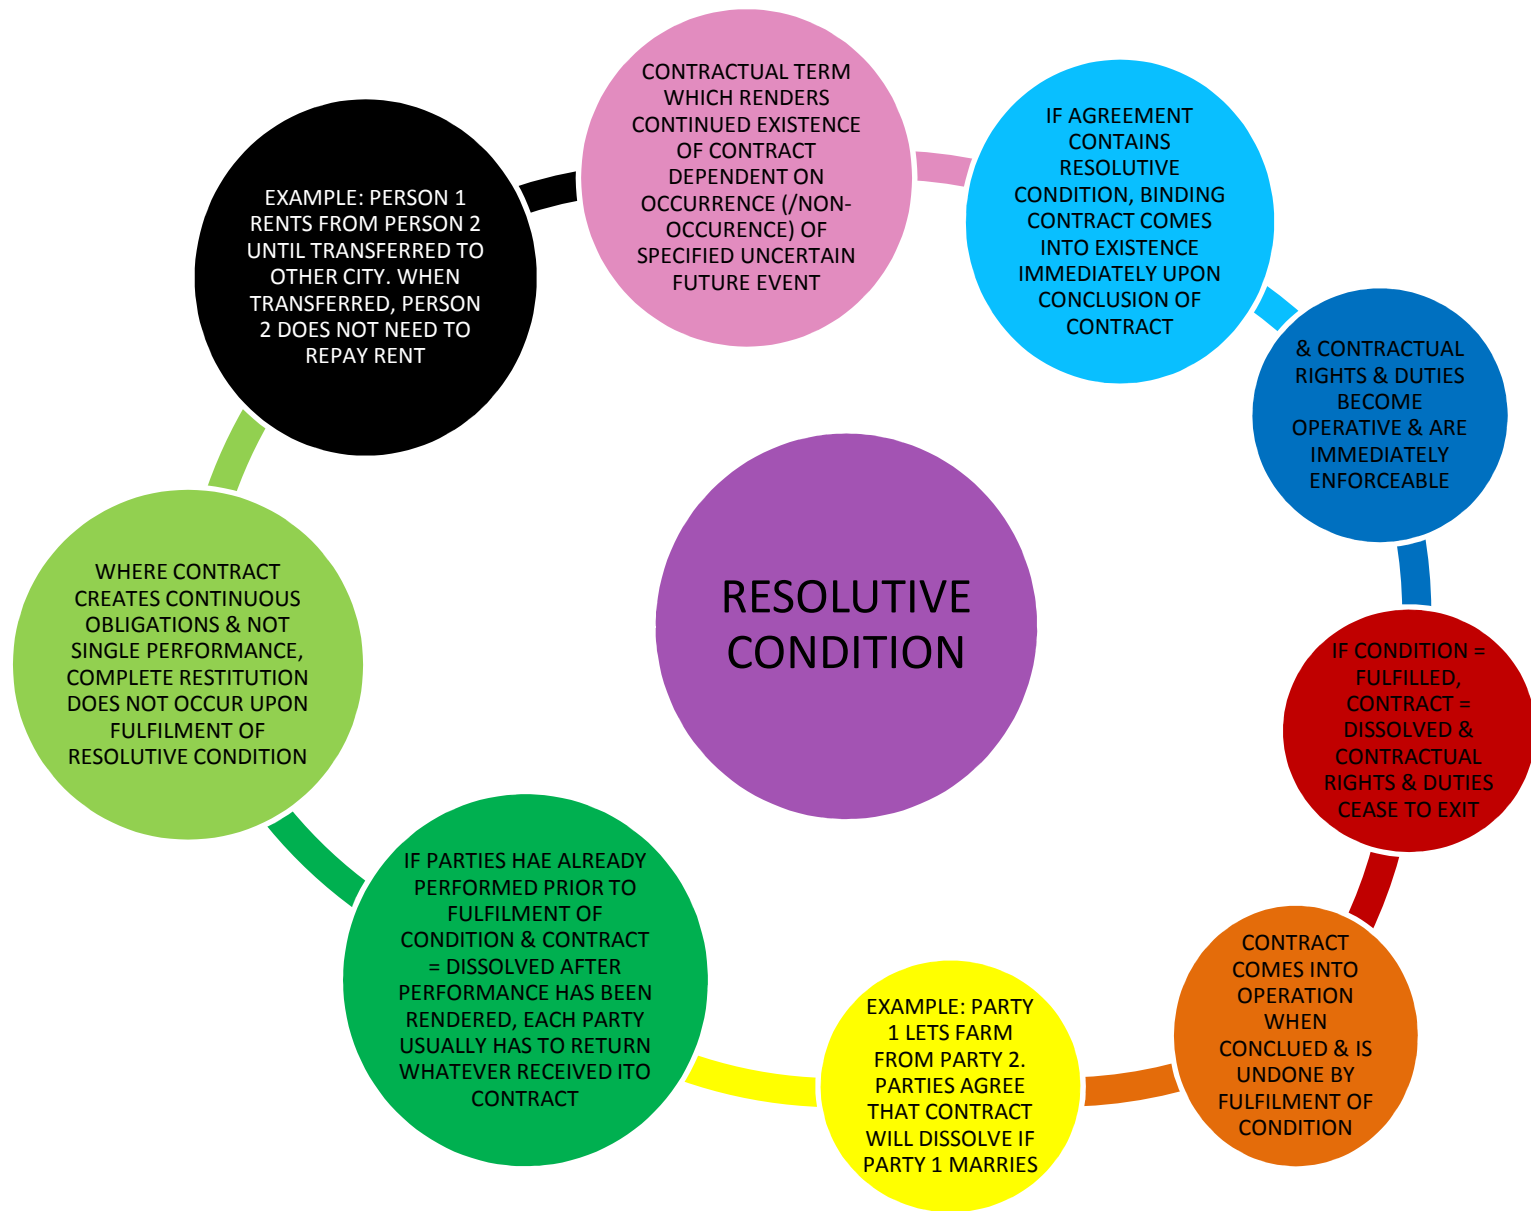 CONTRACTUAL TERM
WHICH RENDERS
CONTINUED EXISTENCE
OF CONTRACT
DEPENDENT ON
OCCURRENCE (/NON-
OCCURENCE) OF
SPECIFIED UNCERTAIN
FUTURE EVENT
IF AGREEMENT
CONTAINS
RESOLUTIVE
CONDITION, BINDING
CONTRACT COMES
INTO EXISTENCE
IMMEDIATELY UPON
CONCLUSION OF
CONTRACT
& CONTRACTUAL
RIGHTS & DUTIES
BECOME
OPERATIVE & ARE
IMMEDIATELY
ENFORCEABLE
IF CONDITION =
FULFILLED,
CONTRACT =
DISSOLVED &
CONTRACTUAL
RIGHTS & DUTIES
CEASE TO EXIT
CONTRACT
COMES INTO
OPERATION
WHEN
CONCLUED & IS
UNDONE BY
FULFILMENT OF
CONDITION
EXAMPLE: PARTY
1 LETS FARM
FROM PARTY 2.
PARTIES AGREE
THAT CONTRACT
WILL DISSOLVE IF
PARTY 1 MARRIES
IF PARTIES HAE ALREADY
PERFORMED PRIOR TO
FULFILMENT OF
CONDITION & CONTRACT
= DISSOLVED AFTER
PERFORMANCE HAS BEEN
RENDERED, EACH PARTY
USUALLY HAS TO RETURN
WHATEVER RECEIVED ITO
CONTRACT
WHERE CONTRACT
CREATES CONTINUOUS
OBLIGATIONS & NOT
SINGLE PERFORMANCE,
COMPLETE RESTITUTION
DOES NOT OCCUR UPON
FULFILMENT OF
RESOLUTIVE CONDITION
EXAMPLE: PERSON 1
RENTS FROM PERSON 2
UNTIL TRANSFERRED TO
OTHER CITY. WHEN
TRANSFERRED, PERSON
2 DOES NOT NEED TO
REPAY RENT
RESOLUTIVE
CONDITION